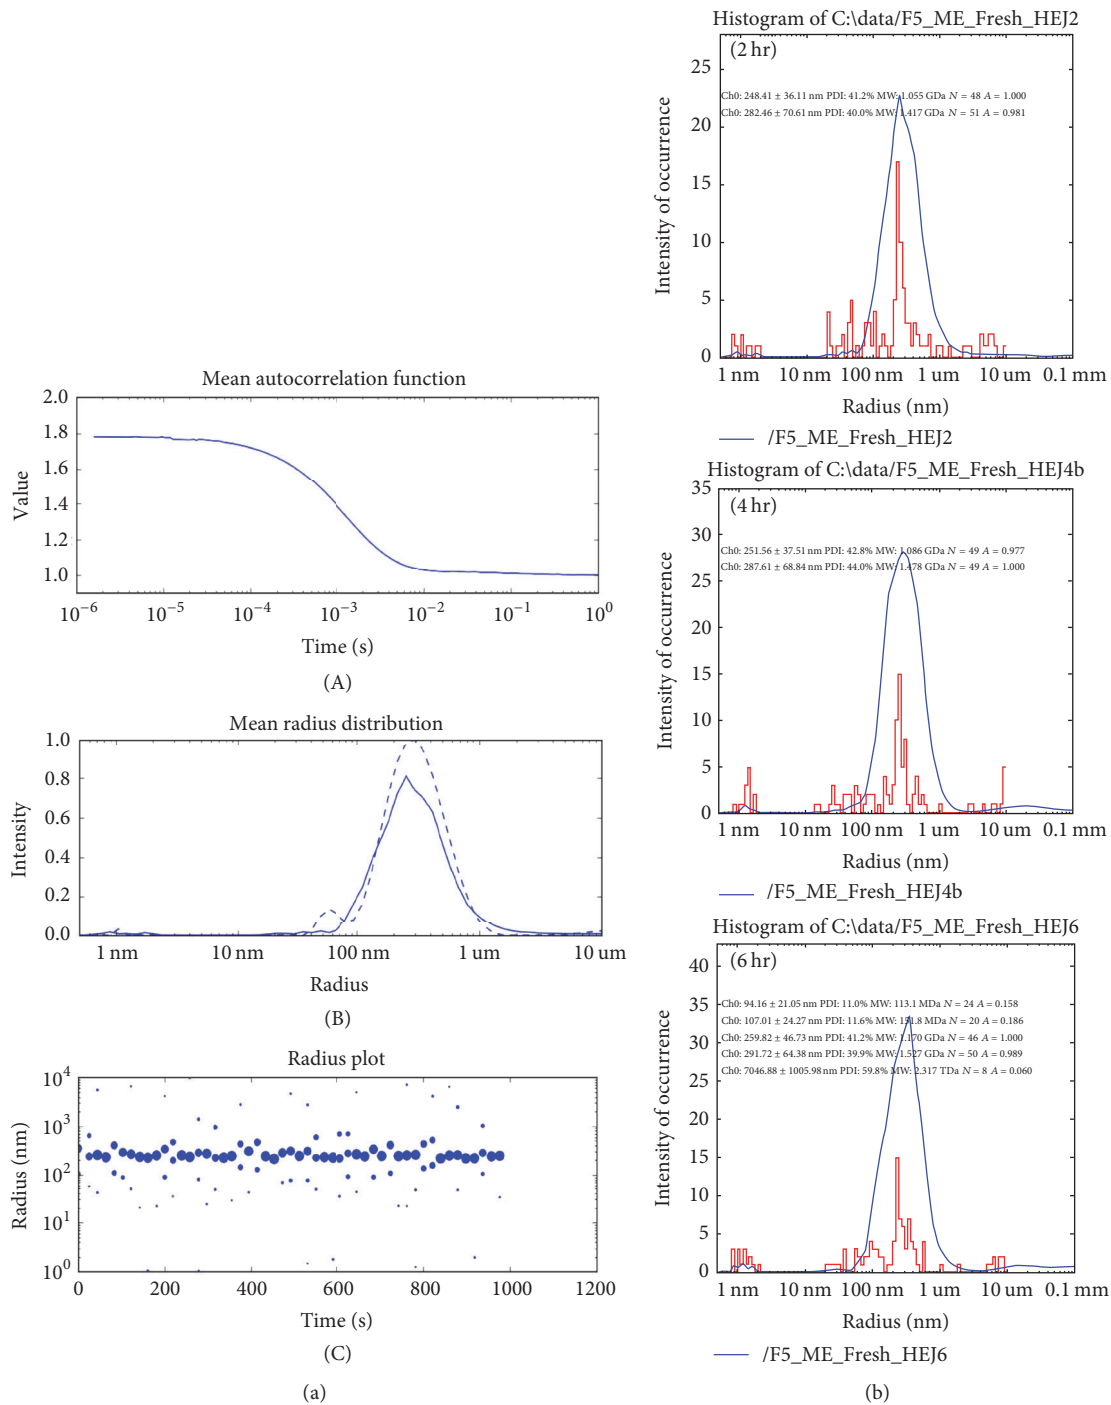 Mean autocorrelation function
2.0
1.8
1.6
1.4
1.2
1.0
Value
10⁻⁶ 10⁻⁵ 10⁻⁴ 10⁻³ 10⁻² 10⁻¹ 10⁰
Time (s)
(A)
Mean radius distribution
1.0
0.8
0.6
0.4
0.2
0.0
Intensity
1 nm 10 nm 100 nm 1 um 10 um
Radius
(B)
Radius plot
10⁴
10³
10²
10¹
10⁰
Radius (nm)
0 200 400 600 800 1000 1200
Time (s)
(C)
(a)
Histogram of C:\data/F5_ME_Fresh_HEJ2
(2 hr)
25
20
15
10
5
0
Intensity of occurrence
Ch0: 248.41 ± 36.11 nm PDI: 41.2% MW: 1.055 GDa N = 48 A = 1.000
Ch0: 282.46 ± 70.61 nm PDI: 40.0% MW: 1.417 GDa N = 51 A = 0.981
1 nm 10 nm 100 nm 1 um 10 um 0.1 mm
Radius (nm)
/F5_ME_Fresh_HEJ2
Histogram of C:\data/F5_ME_Fresh_HEJ4b
(4 hr)
35
30
25
20
15
10
5
0
Intensity of occurrence
Ch0: 251.56 ± 37.51 nm PDI: 42.8% MW: 1.086 GDa N = 49 A = 0.977
Ch0: 287.61 ± 68.84 nm PDI: 44.0% MW: 1.478 GDa N = 49 A = 1.000
1 nm 10 nm 100 nm 1 um 10 um 0.1 mm
Radius (nm)
/F5_ME_Fresh_HEJ4b
Histogram of C:\data/F5_ME_Fresh_HEJ6
(6 hr)
40
35
30
25
20
15
10
5
0
Intensity of occurrence
Ch0: 94.16 ± 21.05 nm PDI: 11.0% MW: 113.1 MDa N = 24 A = 0.158
Ch0: 107.01 ± 24.27 nm PDI: 11.6% MW: 151.8 MDa N = 20 A = 0.186
Ch0: 259.82 ± 46.73 nm PDI: 41.2% MW: 1.170 GDa N = 46 A = 1.000
Ch0: 291.72 ± 64.38 nm PDI: 39.9% MW: 1.527 GDa N = 50 A = 0.989
Ch0: 7046.88 ± 1005.98 nm PDI: 59.8% MW: 2.317 TDa N = 8 A = 0.060
1 nm 10 nm 100 nm 1 um 10 um 0.1 mm
Radius (nm)
/F5_ME_Fresh_HEJ6
(b)